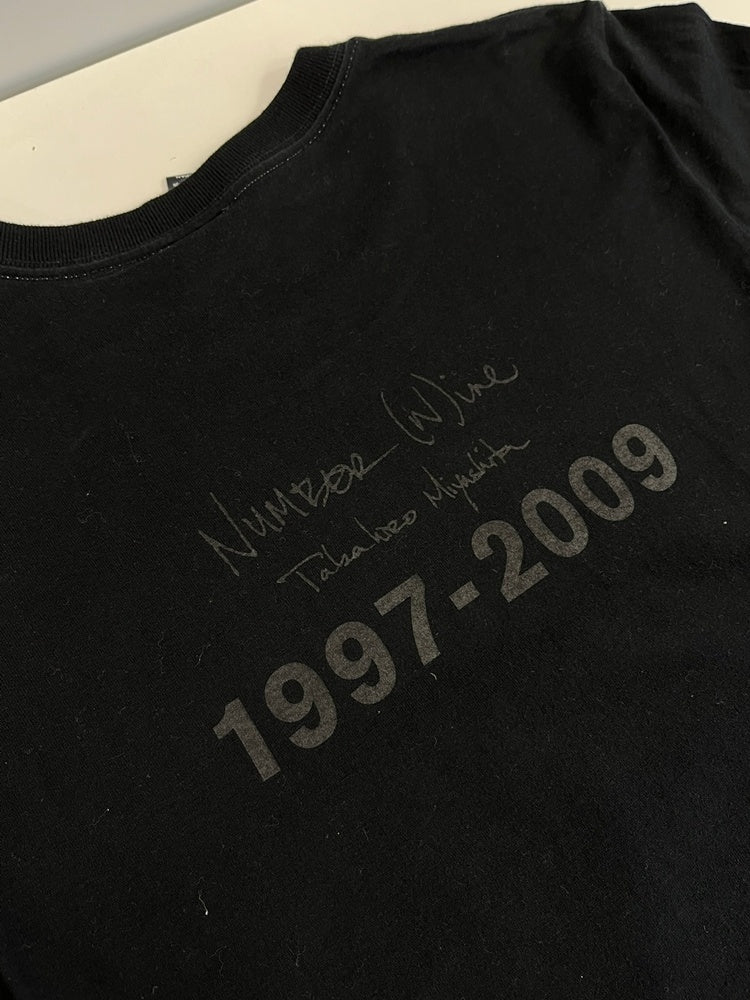 NUMBER (N)ine
Takahiro Miyashita
1997-2009